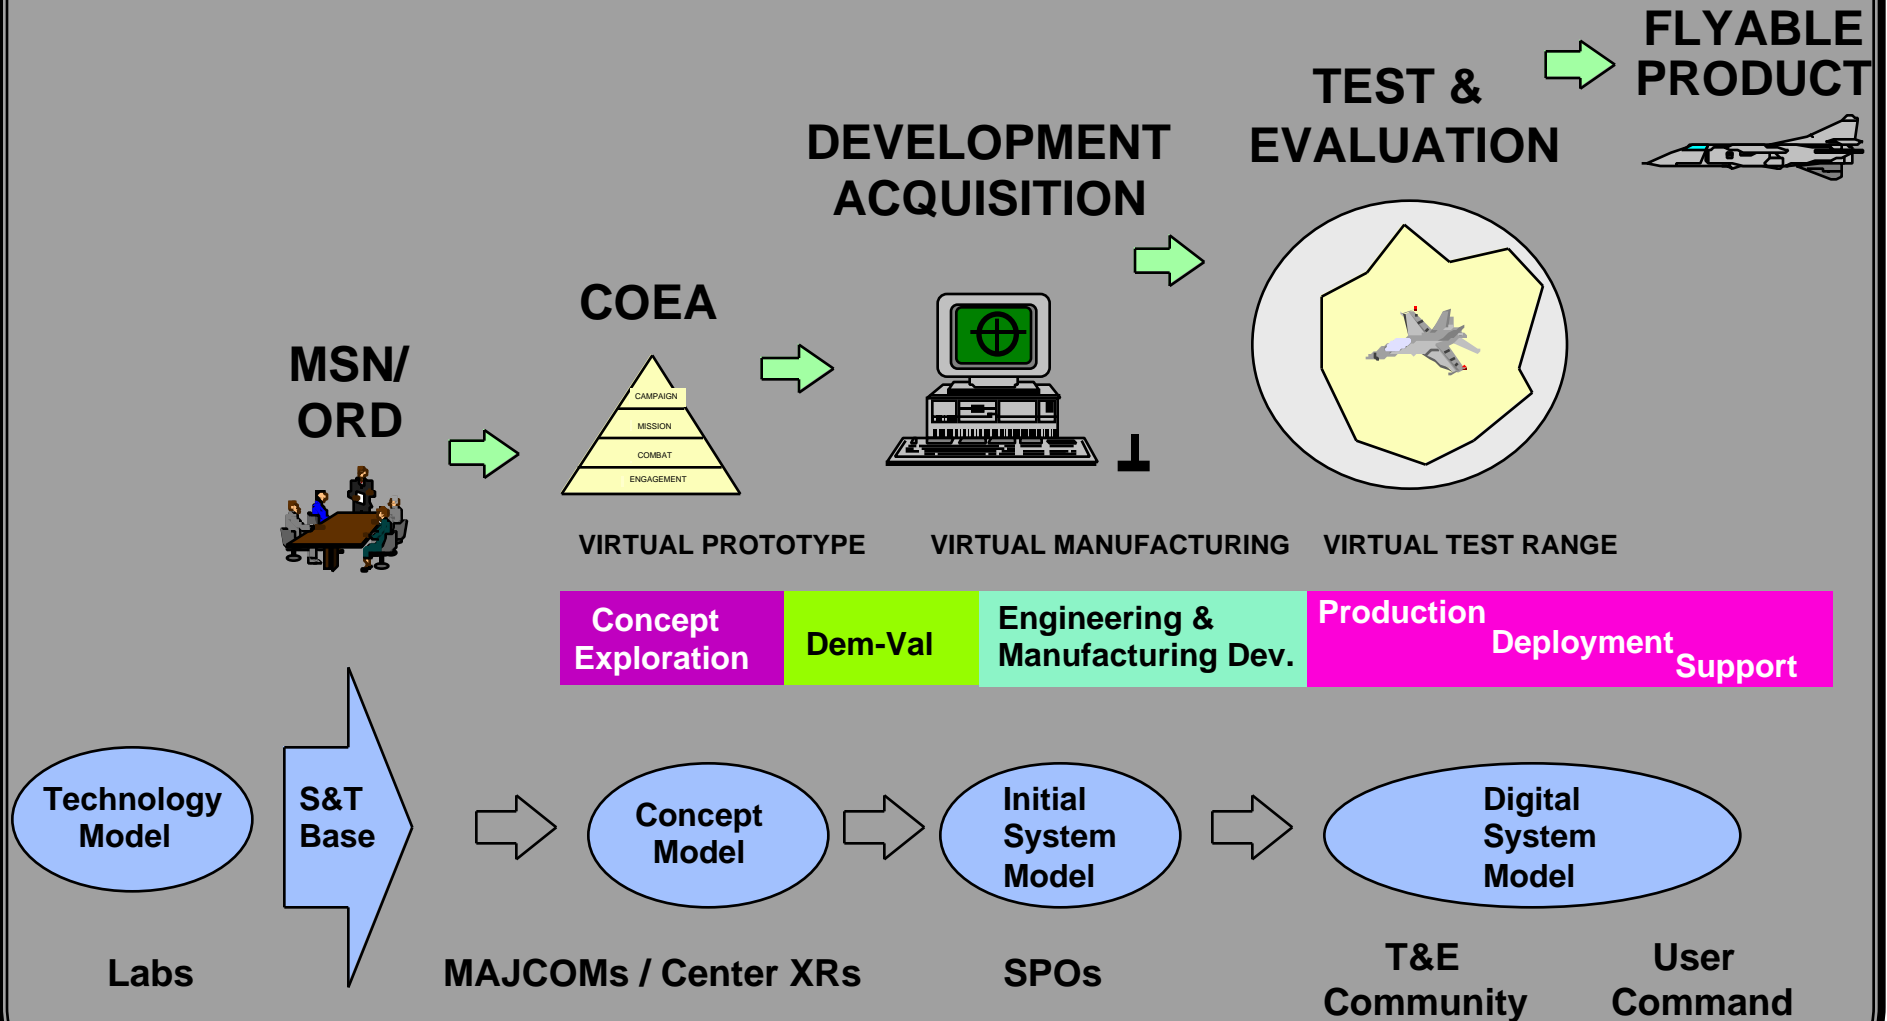 FLYABLE
PRODUCT
TEST &
EVALUATION
DEVELOPMENT
ACQUISITION
COEA
MSN/
ORD
CAMPAIGN
MISSION
COMBAT
ENGAGEMENT
VIRTUAL PROTOTYPE
VIRTUAL MANUFACTURING
VIRTUAL TEST RANGE
Concept
Exploration
Dem-Val
Engineering &
Manufacturing Dev.
Production
Deployment
Support
Technology
Model
S&T
Base
Concept
Model
Initial
System
Model
Digital
System
Model
Labs
MAJCOMs / Center XRs
SPOs
T&E
Community
User
Command